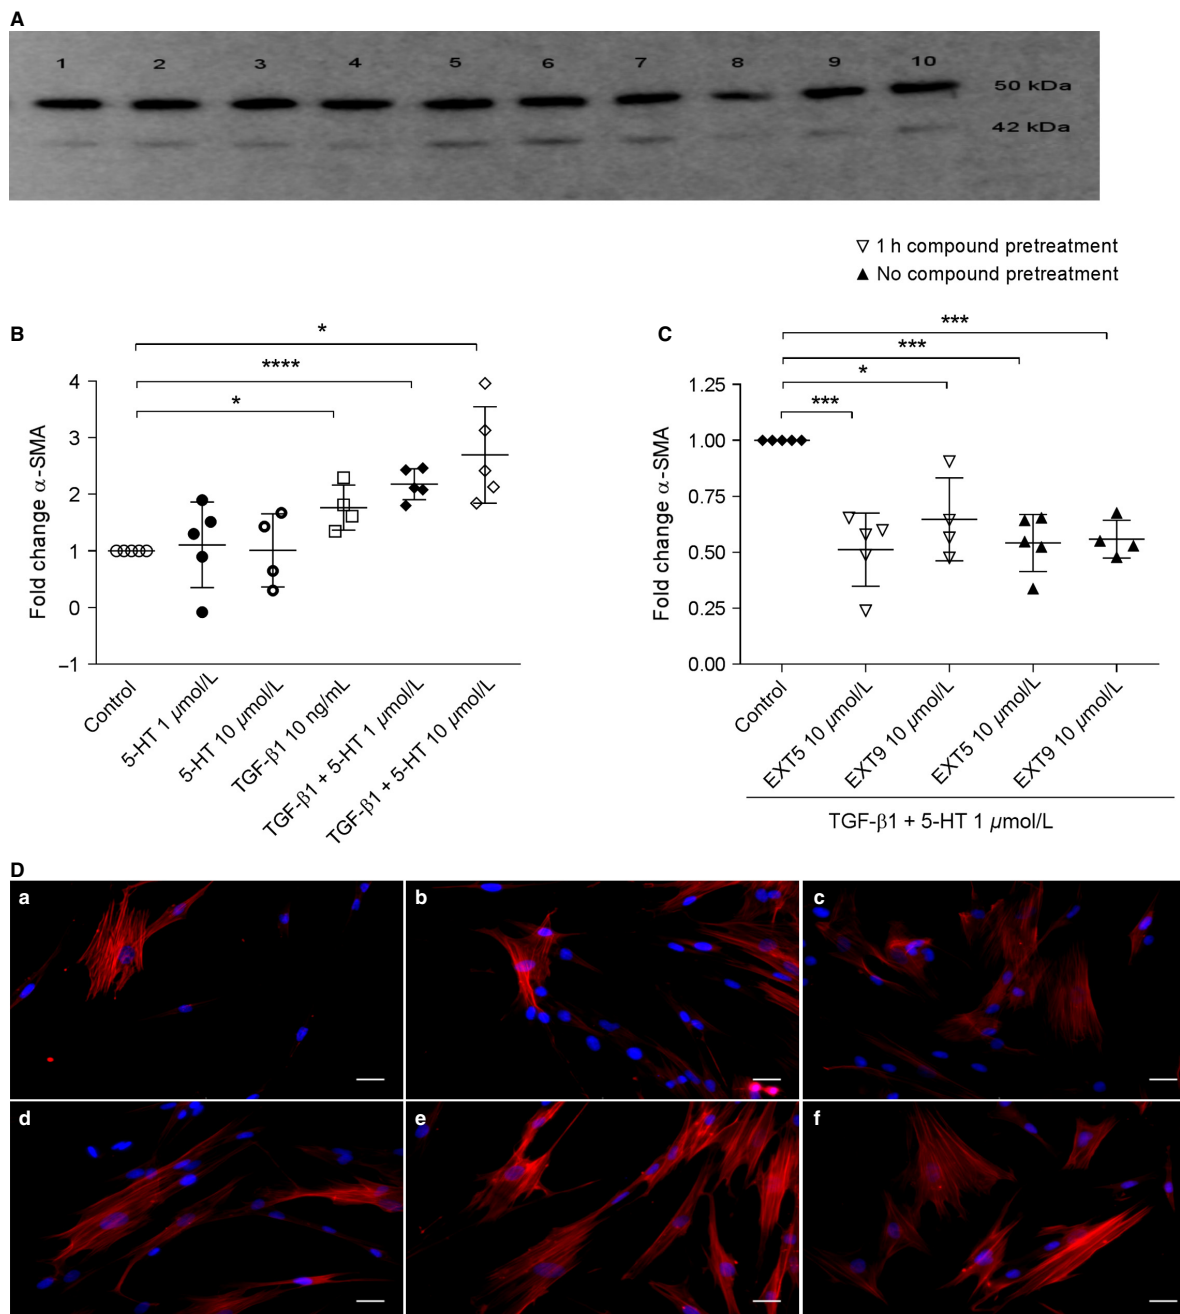 A
1 2 3 4 5 6 7 8 9 10
50 kDa
42 kDa
1 h compound pretreatment
No compound pretreatment
B
*
****
*
Fold change α-SMA
4
3
2
1
0
–1
Control
5-HT 1 µmol/L
5-HT 10 µmol/L
TGF-β1 10 ng/mL
TGF-β1 + 5-HT 1 µmol/L
TGF-β1 + 5-HT 10 µmol/L
C
***
***
*
***
Fold change α-SMA
1.25
1.00
0.75
0.50
0.25
0.00
Control
EXT5 10 µmol/L
EXT9 10 µmol/L
EXT5 10 µmol/L
EXT9 10 µmol/L
TGF-β1 + 5-HT 1 µmol/L
D
a
b
c
d
e
f